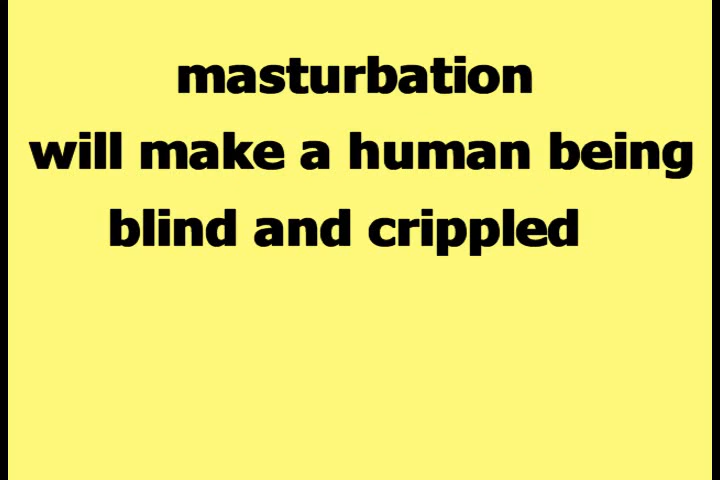 masturbation
will make a human being
blind and crippled